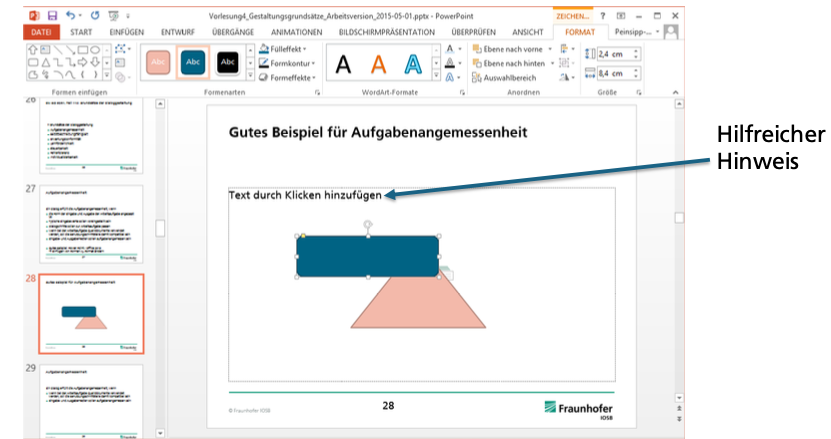 Vorlesung4_Gestaltungsgrundsätze_Arbeitsversion_2015-05-01.pptx - PowerPoint
ZEICHEN...
?
DATEI START EINFÜGEN ENTWURF ÜBERGÄNGE ANIMATIONEN BILDSCHIRMPRÄSENTATION ÜBERPRÜFEN ANSICHT FORMAT Peinsipp-...
Abc Abc Abc
Fülleffekt
Formkontur
Formeffekte
A A A
A
A
A
Ebene nach vorne
Ebene nach hinten
Auswahlbereich
2,4 cm
8,4 cm
Formen einfügen Formenarten WordArt-Formate Anordnen Größe
26
27
28
29
Gutes Beispiel für Aufgabenangemessenheit
Text durch Klicken hinzufügen
© Fraunhofer IOSB
28
Fraunhofer
IOSB
Hilfreicher
Hinweis